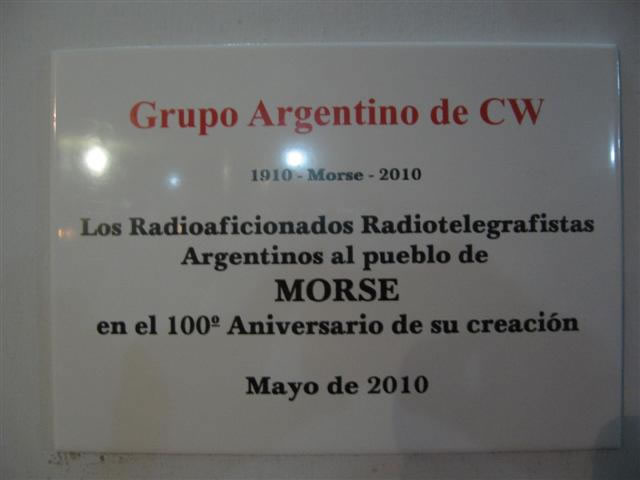 Grupo Argentino de CW
1910 - Morse - 2010
Los Radioaficionados Radiotelegrafistas
Argentinos al pueblo de
MORSE
en el 100º Aniversario de su creación
Mayo de 2010